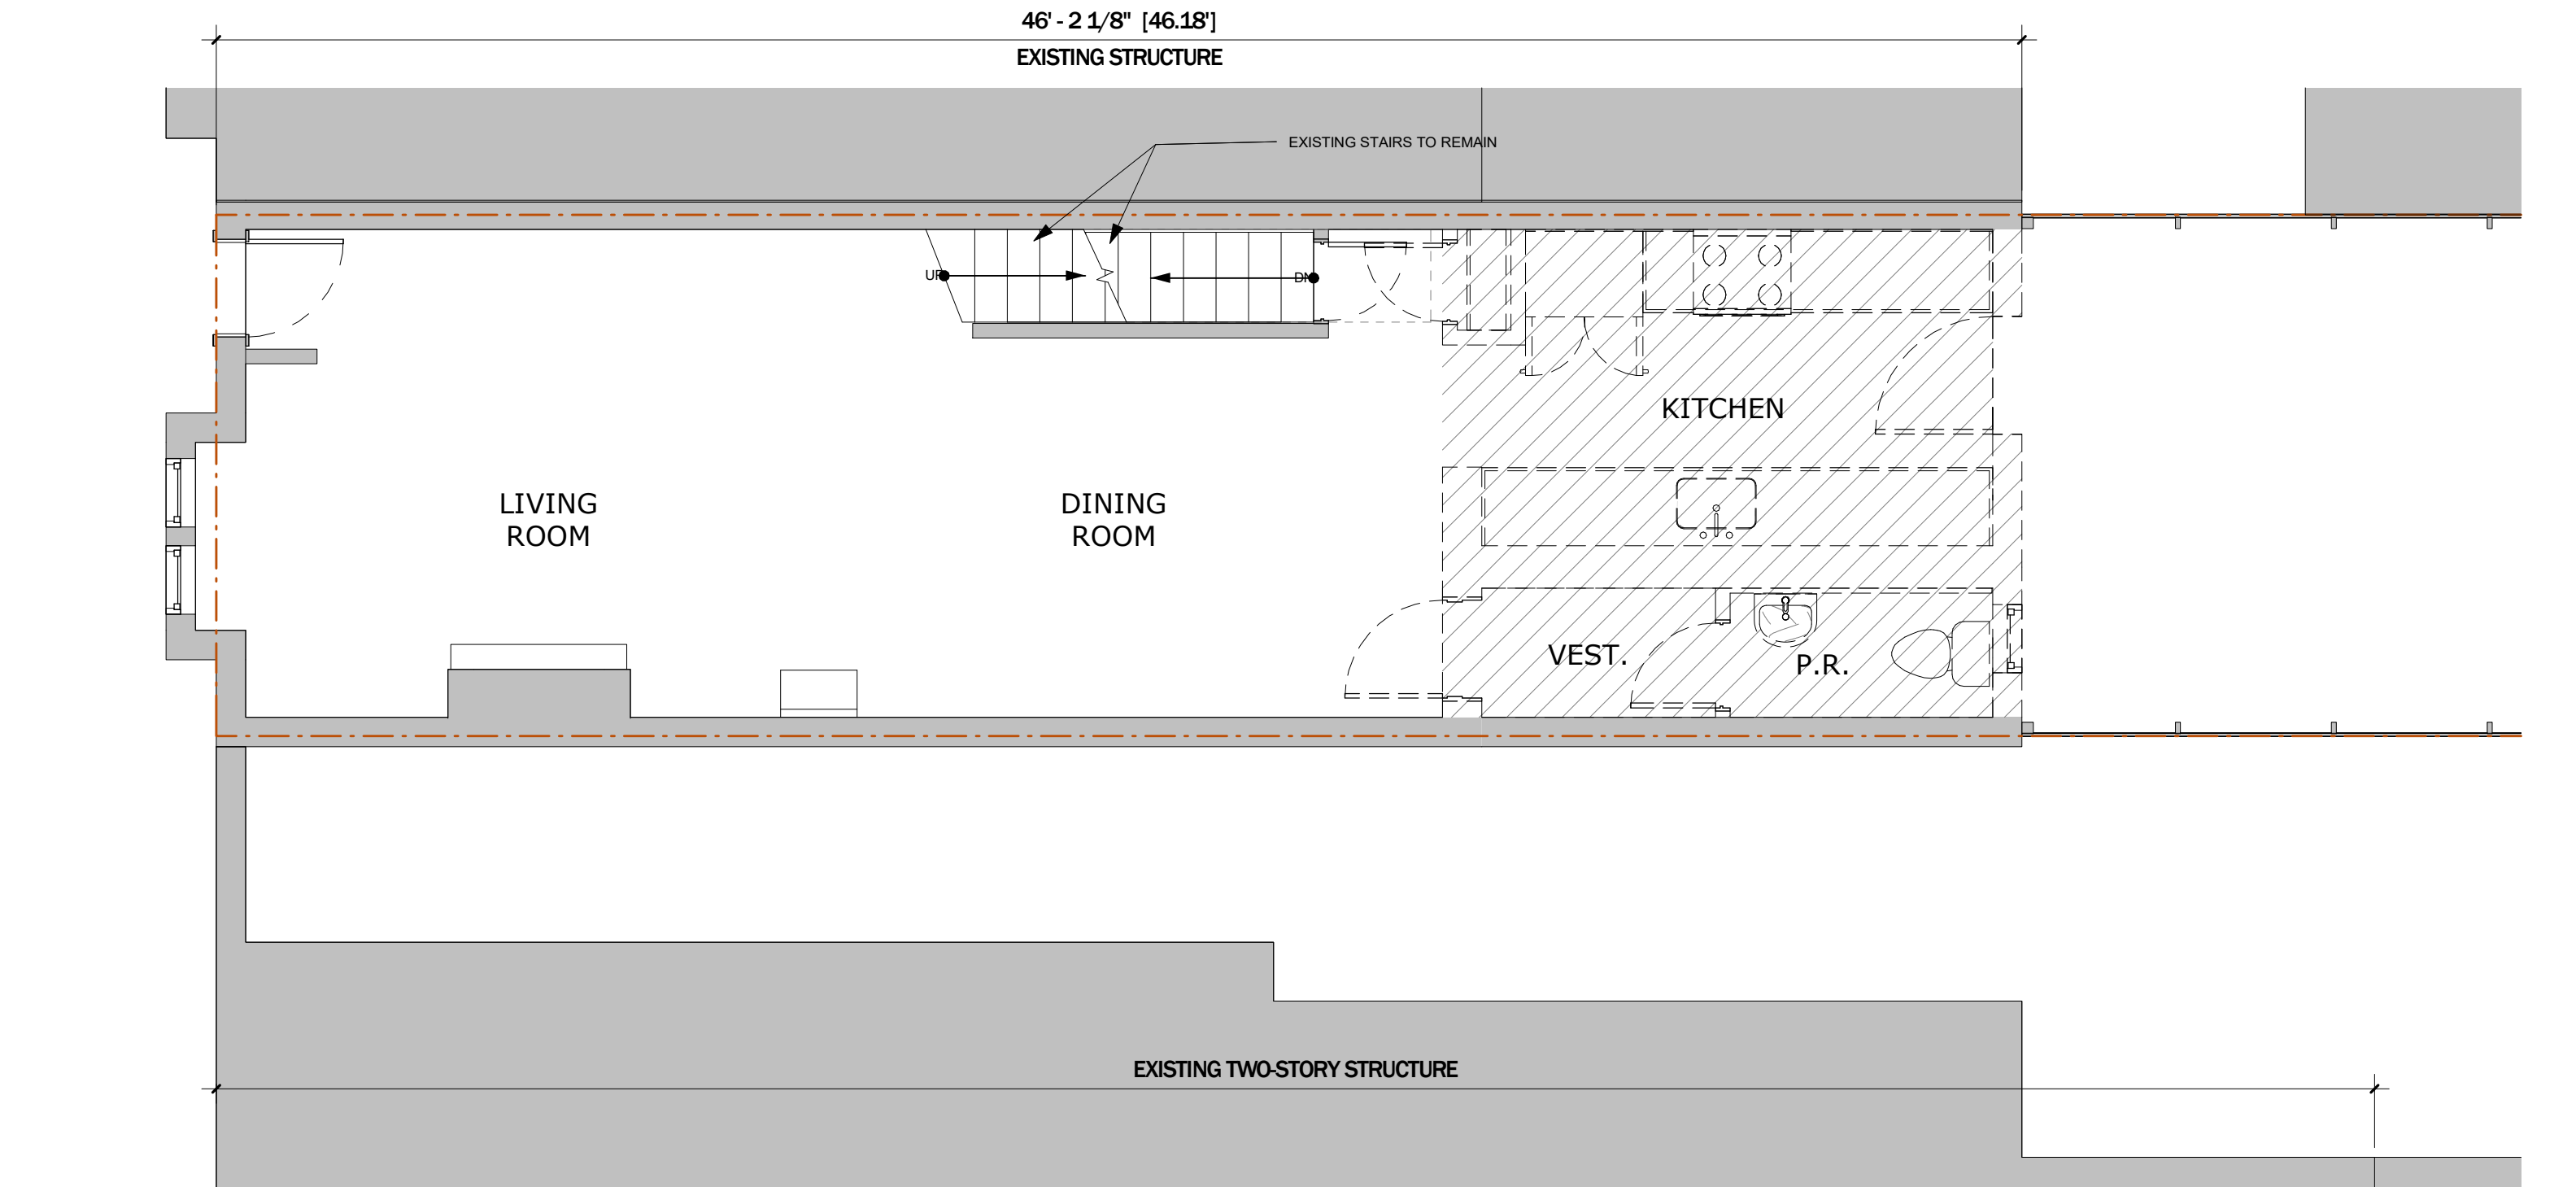 46' - 2 1/8" [46.18']
EXISTING STRUCTURE
EXISTING STAIRS TO REMAIN
UP
DN
KITCHEN
LIVING
ROOM
DINING
ROOM
VEST.
P.R.
EXISTING TWO-STORY STRUCTURE